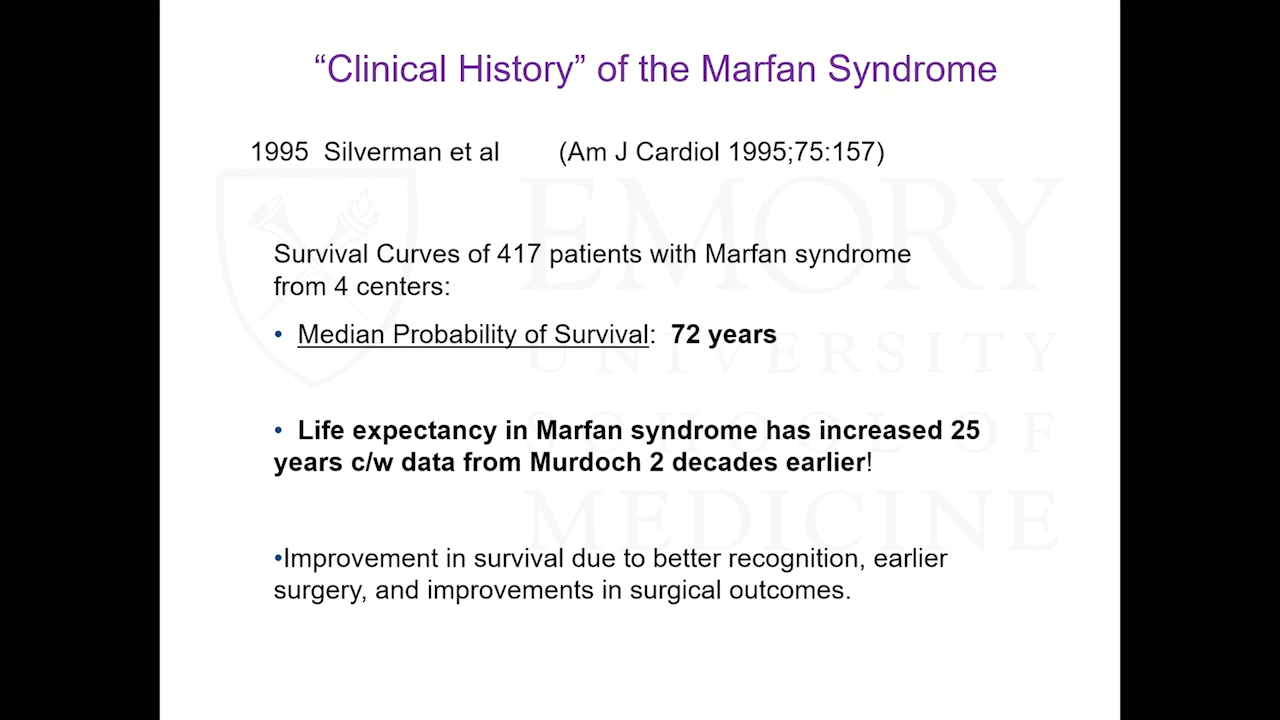 “Clinical History” of the Marfan Syndrome
1995 Silverman et al (Am J Cardiol 1995;75:157)
Survival Curves of 417 patients with Marfan syndrome
from 4 centers:
• Median Probability of Survival: 72 years
• Life expectancy in Marfan syndrome has increased 25
years c/w data from Murdoch 2 decades earlier!
•Improvement in survival due to better recognition, earlier
surgery, and improvements in surgical outcomes.
EMORY
UNIVERSITY
SCHOOL OF
MEDICINE